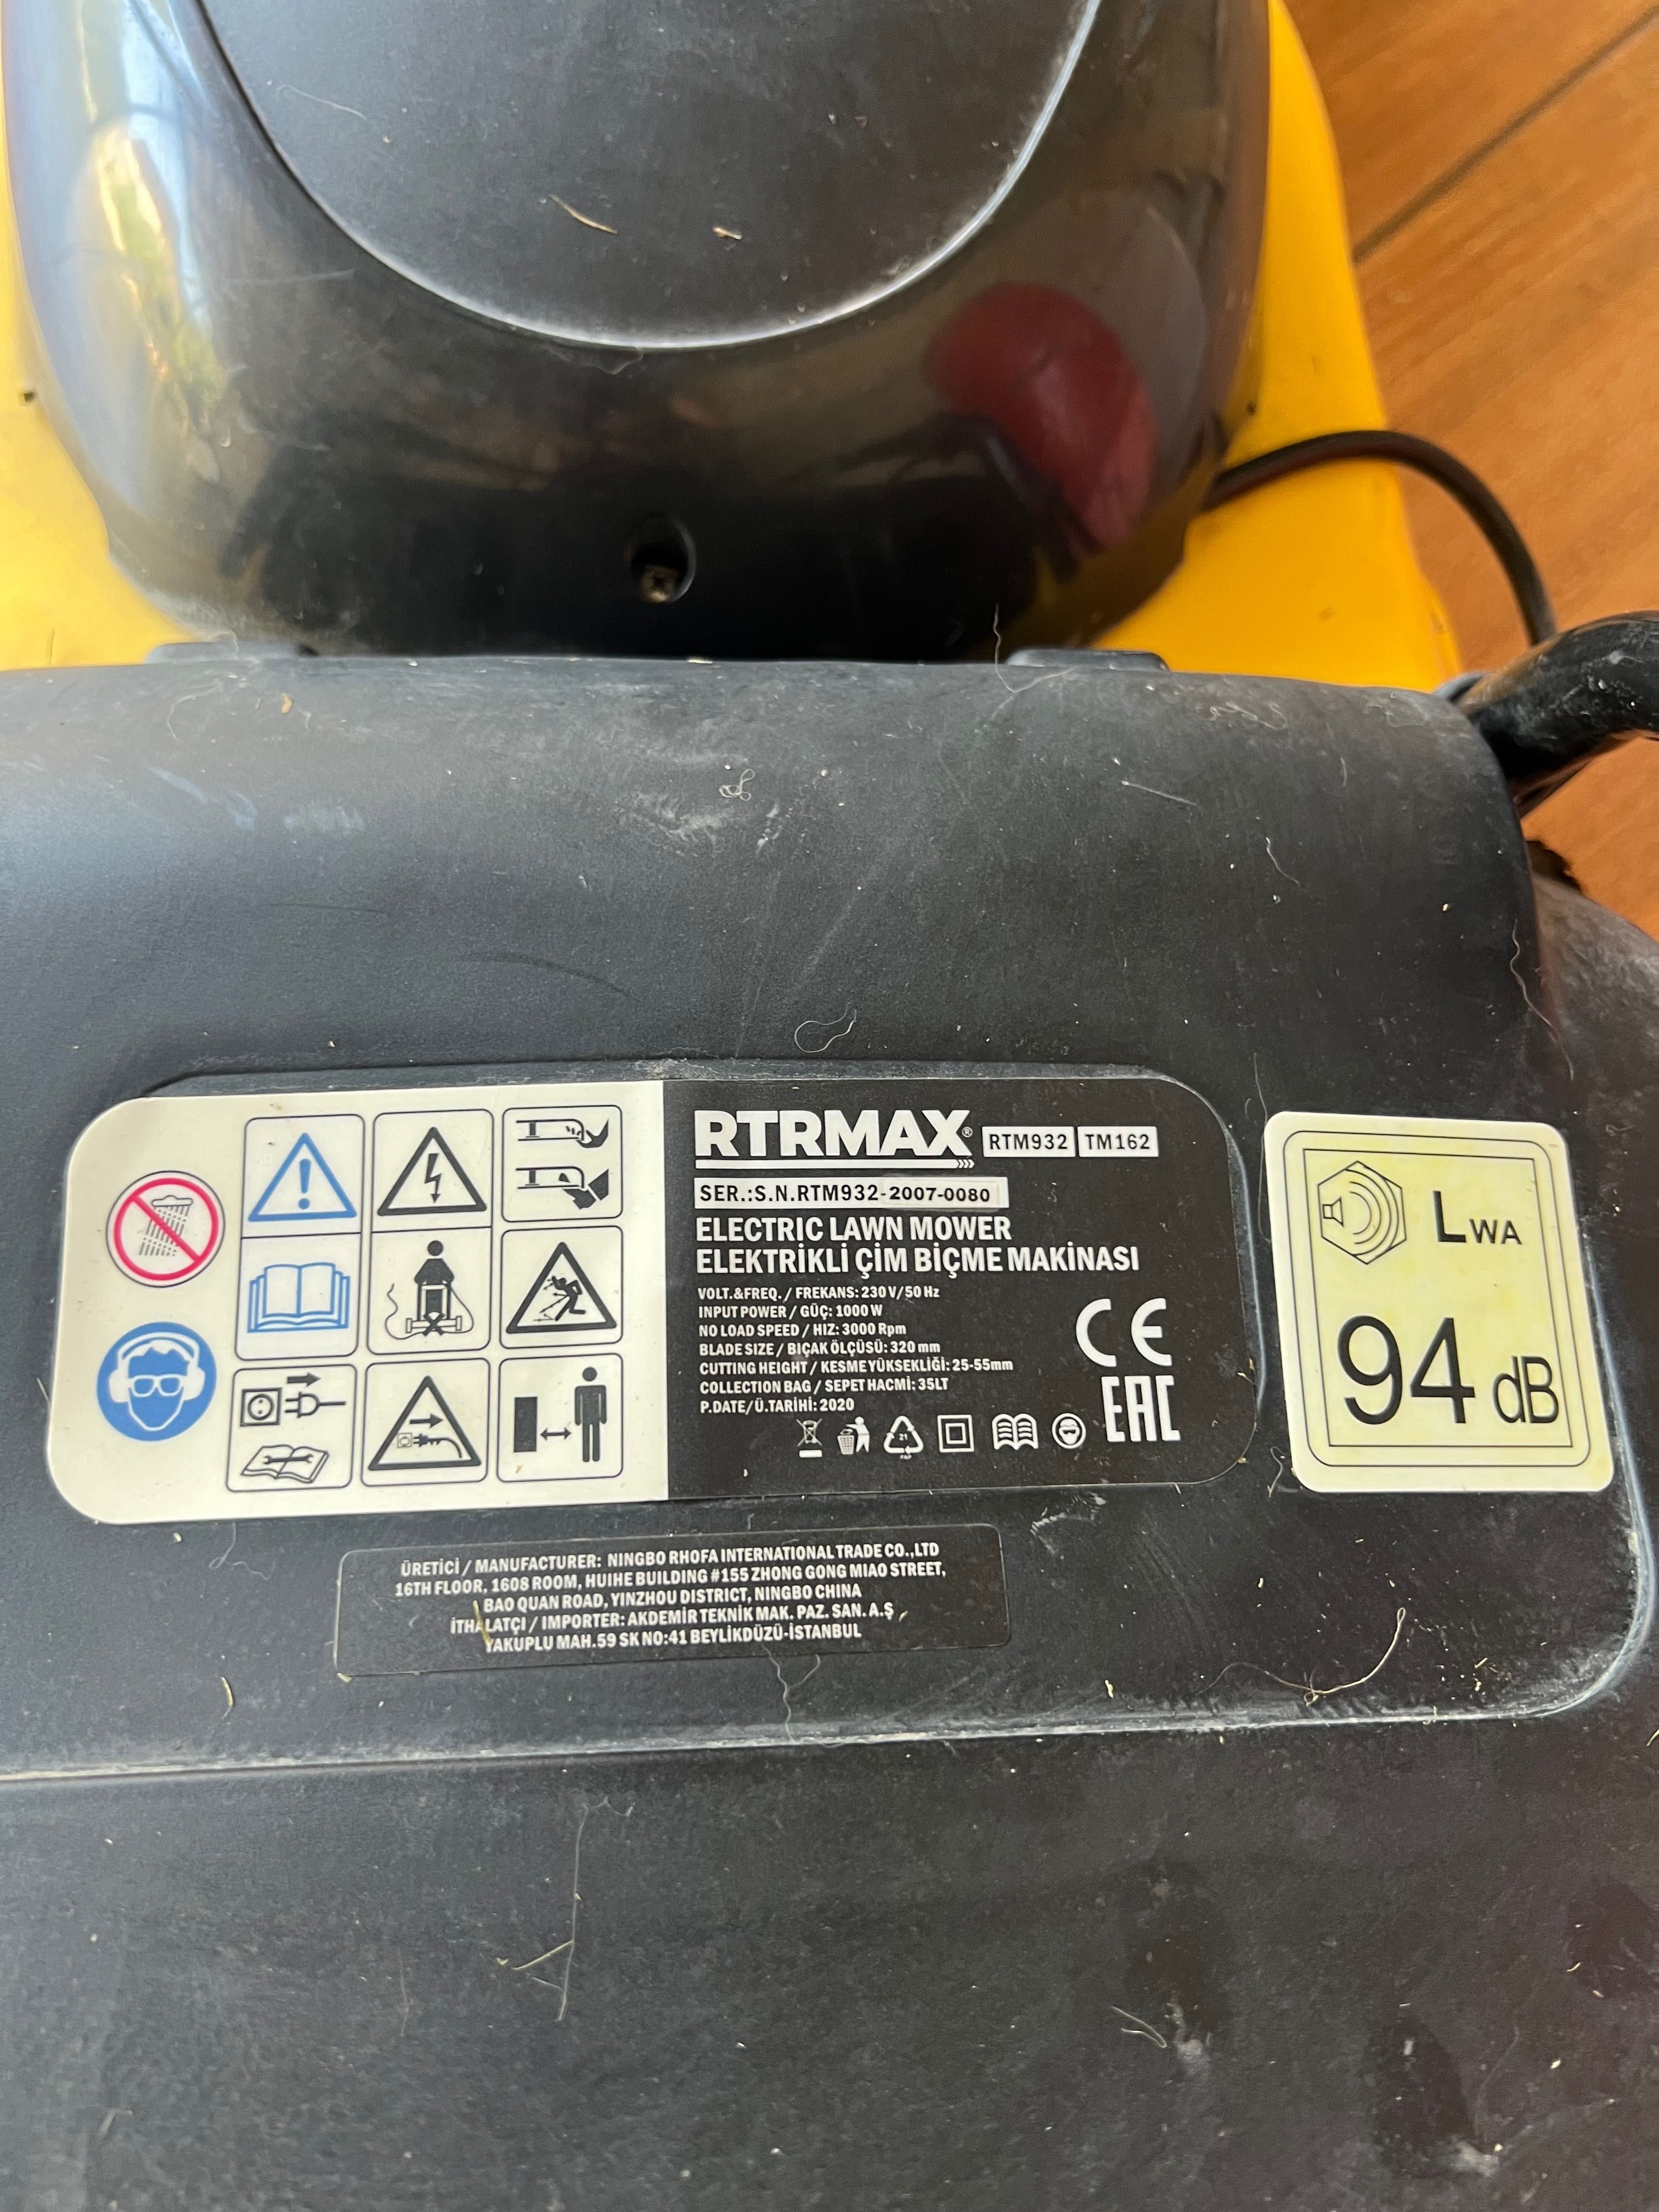 RTRMAX® RTM932 TM162
SER.:S.N.RTM932-2007-0080
ELECTRIC LAWN MOWER
ELEKTRİKLİ ÇİM BİÇME MAKİNASI
VOLT.&FREQ. / FREKANS: 230 V/50 Hz
INPUT POWER / GÜÇ: 1000 W
NO LOAD SPEED / HIZ: 3000 Rpm
BLADE SIZE / BIÇAK ÖLÇÜSÜ: 320 mm
CUTTING HEIGHT / KESME YÜKSEKLİĞİ: 25-55mm
COLLECTION BAG / SEPET HACMİ: 35LT
P.DATE/Ü.TARİHİ: 2020
CE
EAC
21
PAP
LWA
94 dB
ÜRETİCİ / MANUFACTURER: NINGBO RHOFA INTERNATIONAL TRADE CO.,LTD
16TH FLOOR, 1608 ROOM, HUIHE BUILDING #155 ZHONG GONG MIAO STREET,
BAO QUAN ROAD, YINZHOU DISTRICT, NINGBO CHINA
İTHALATÇI / IMPORTER: AKDEMİR TEKNİK MAK. PAZ. SAN. A.Ş
YAKUPLU MAH.59 SK NO:41 BEYLİKDÜZÜ-İSTANBUL